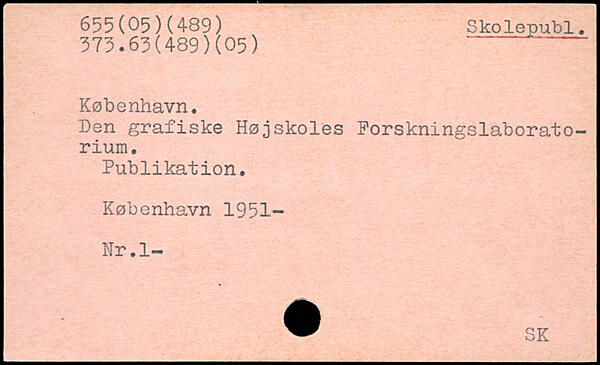 655(05)(489)
Skolepubl.
373.63(489)(05)
København.
Den grafiske Højskoles Forskningslaborato-
rium.
Publikation.
København 1951-
Nr.1-
SK